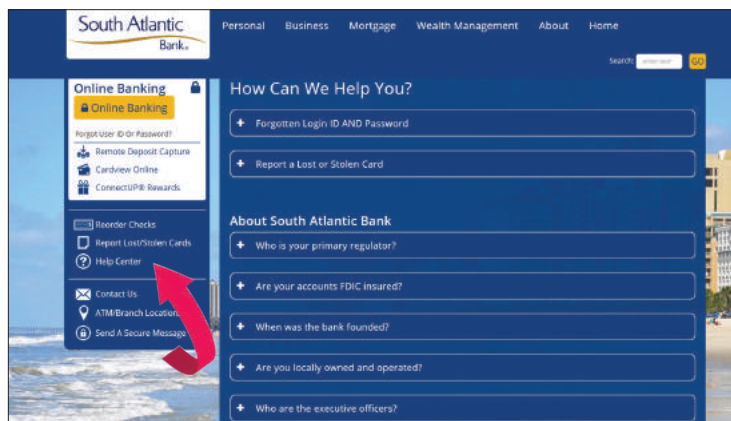 South Atlantic
Bank
Personal Business Mortgage Wealth Management About Home
Search:
GO
Online Banking
Online Banking
Forgot User ID Or Password?
Remote Deposit Capture
Cardview Online
ConnectUP® Rewards
Reorder Checks
Report Lost/Stolen Cards
Help Center
Contact Us
ATM/Branch Location
Send A Secure Message
How Can We Help You?
+ Forgotten Login ID AND Password
+ Report a Lost or Stolen Card
About South Atlantic Bank
+ Who is your primary regulator?
+ Are your accounts FDIC insured?
+ When was the bank founded?
+ Are you locally owned and operated?
+ Who are the executive officers?